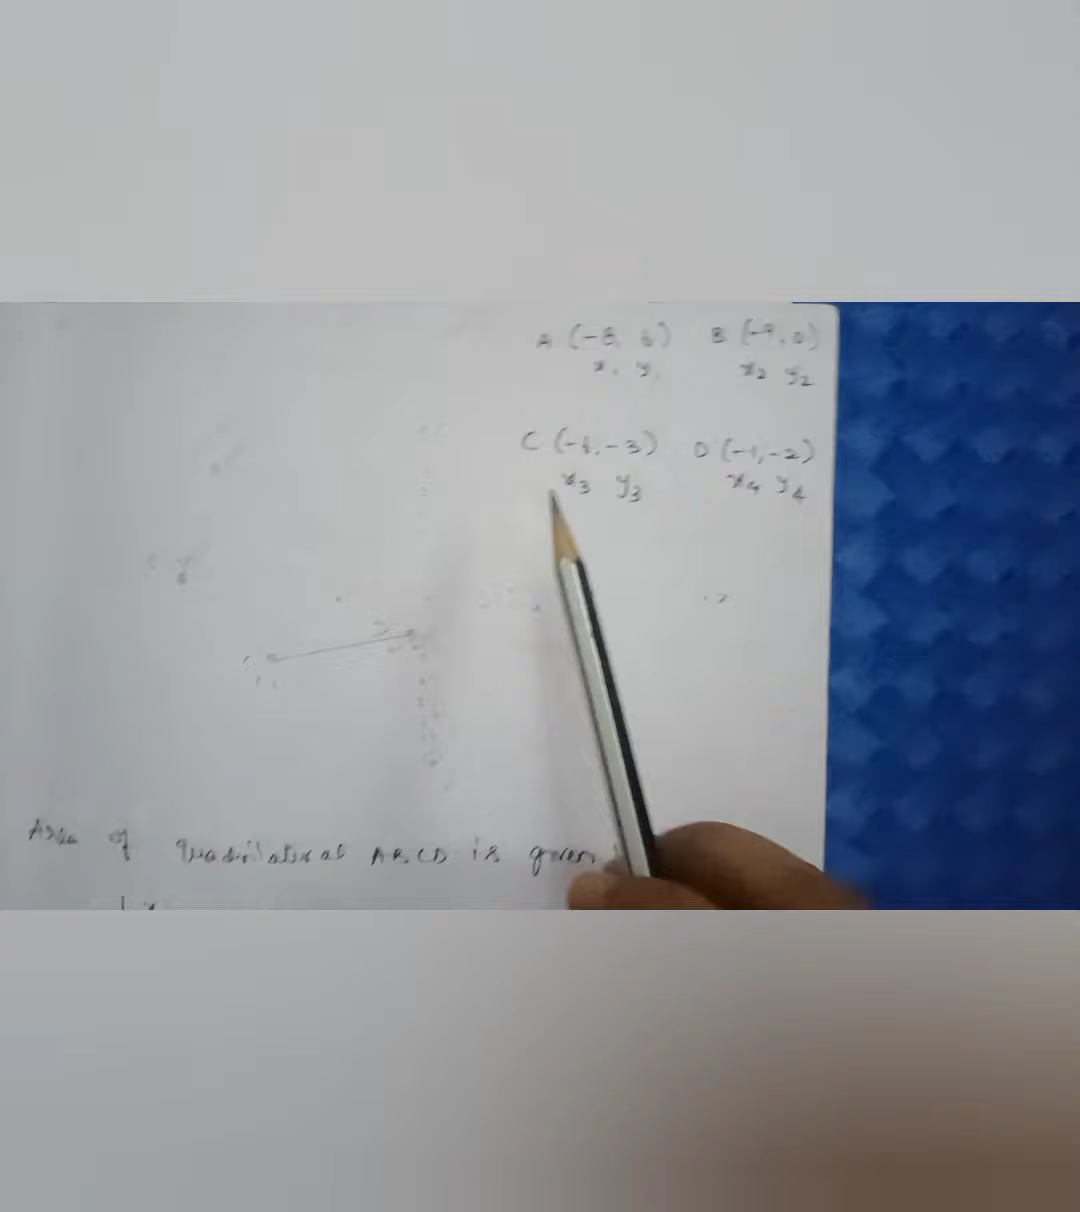 A (-8, 6) B (-9, 0)
x1 y1 x2 y2
C (-6, -3) D (-1, -2)
x3 y3 x4 y4
Area of Quadrilateral ABCD is given